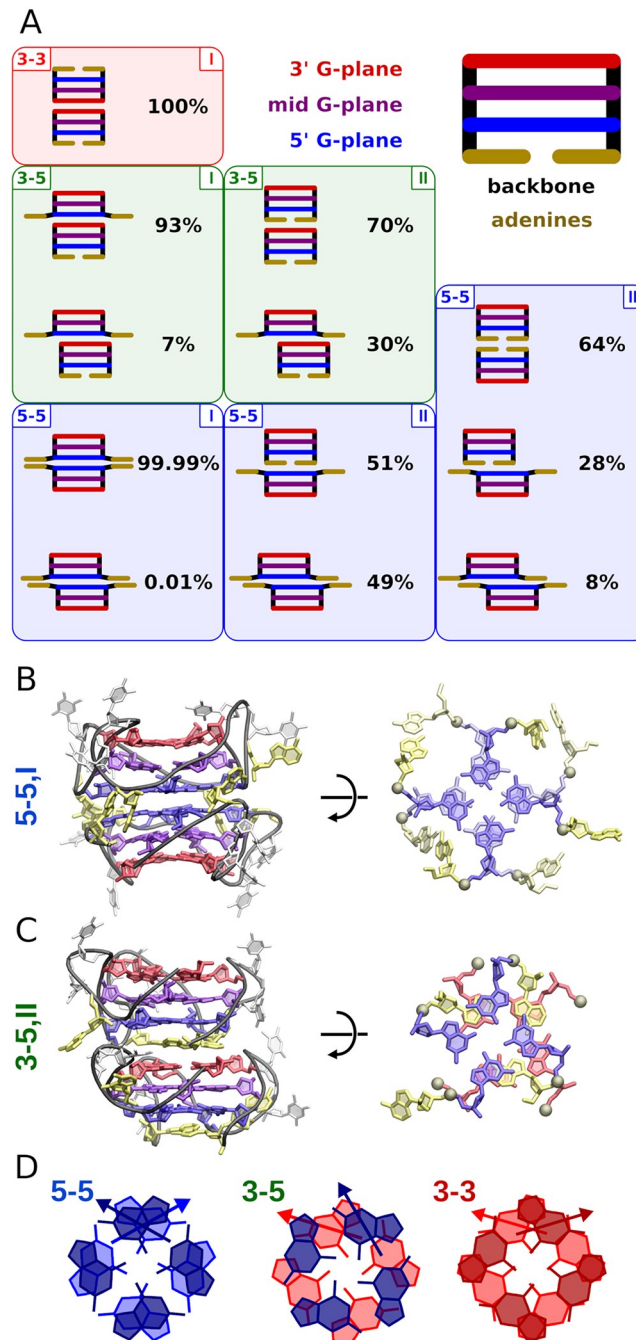 A
3-3 I
100%
3' G-plane
mid G-plane
5' G-plane
backbone
adenines
3-5 I
93%
7%
3-5 II
70%
30%
5-5 I
99.99%
0.01%
5-5 II
51%
49%
5-5
64%
28%
8%
B
5-5,I
C
3-5,II
D
5-5
3-5
3-3